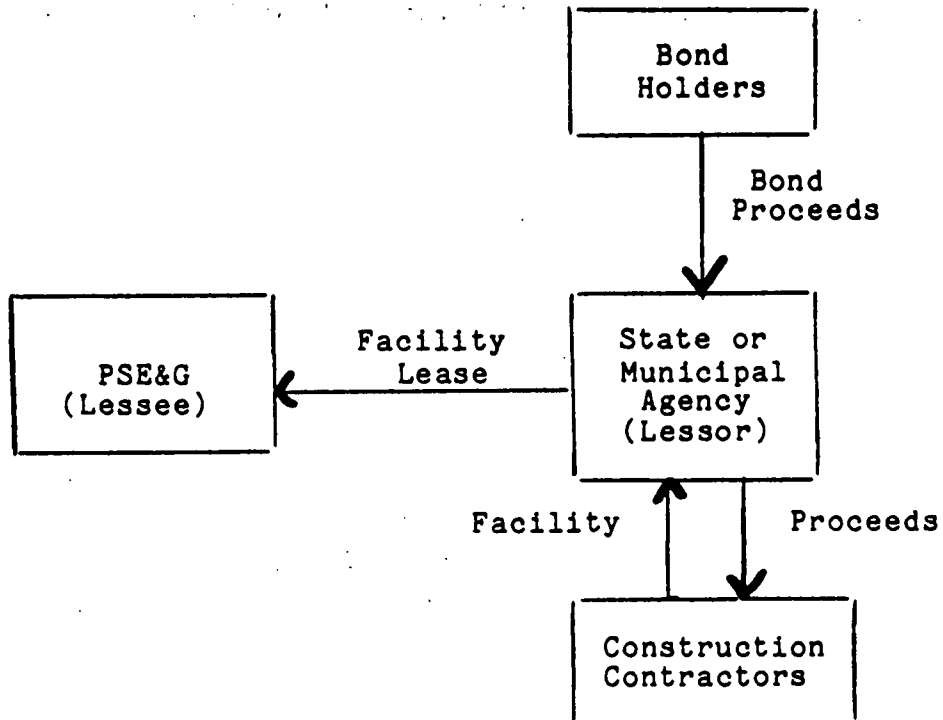 Bond
Holders
Bond
Proceeds
PSE&G
(Lessee)
Facility
Lease
State or
Municipal
Agency
(Lessor)
Facility
Proceeds
Construction
Contractors